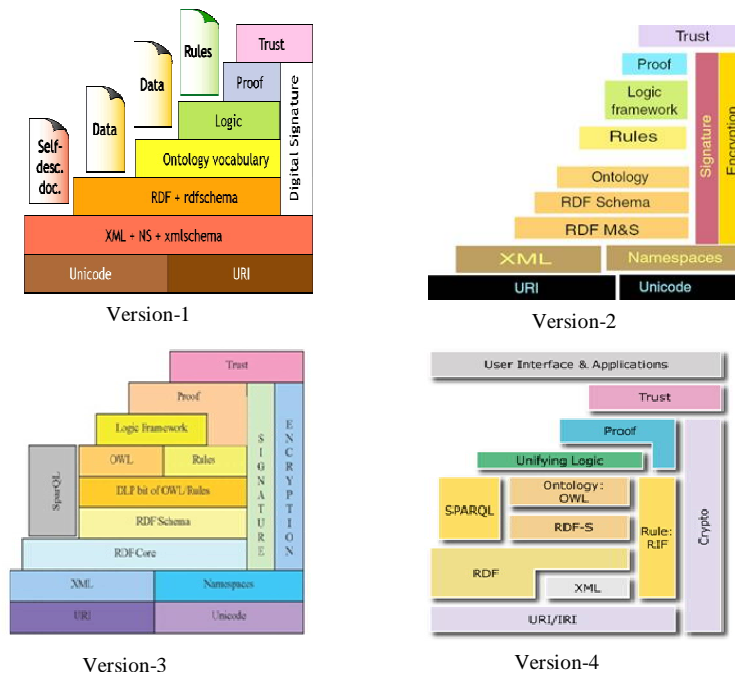 Trust
Rules
Proof
Data
Logic
Data
Self-
desc.
doc.
Ontology vocabulary
Digital Signature
RDF + rdfschema
XML + NS + xmlschema
Unicode
URI
Version-1
Trust
Proof
Logic
framework
Rules
Ontology
RDF Schema
RDF M&S
Signature
Encryption
XML
Namespaces
URI
Unicode
Version-2
Trust
Proof
Logic Framework
SparQL
OWL
Rules
DLP bit of OWL/Rules
RDF Schema
RDF Core
SIGNATURE
ENCRYPTION
XML
Namespaces
URI
Unicode
Version-3
User Interface & Applications
Trust
Proof
Unifying Logic
SPARQL
Ontology:
OWL
RDF-S
Rule:
RIF
Crypto
RDF
XML
URI/IRI
Version-4